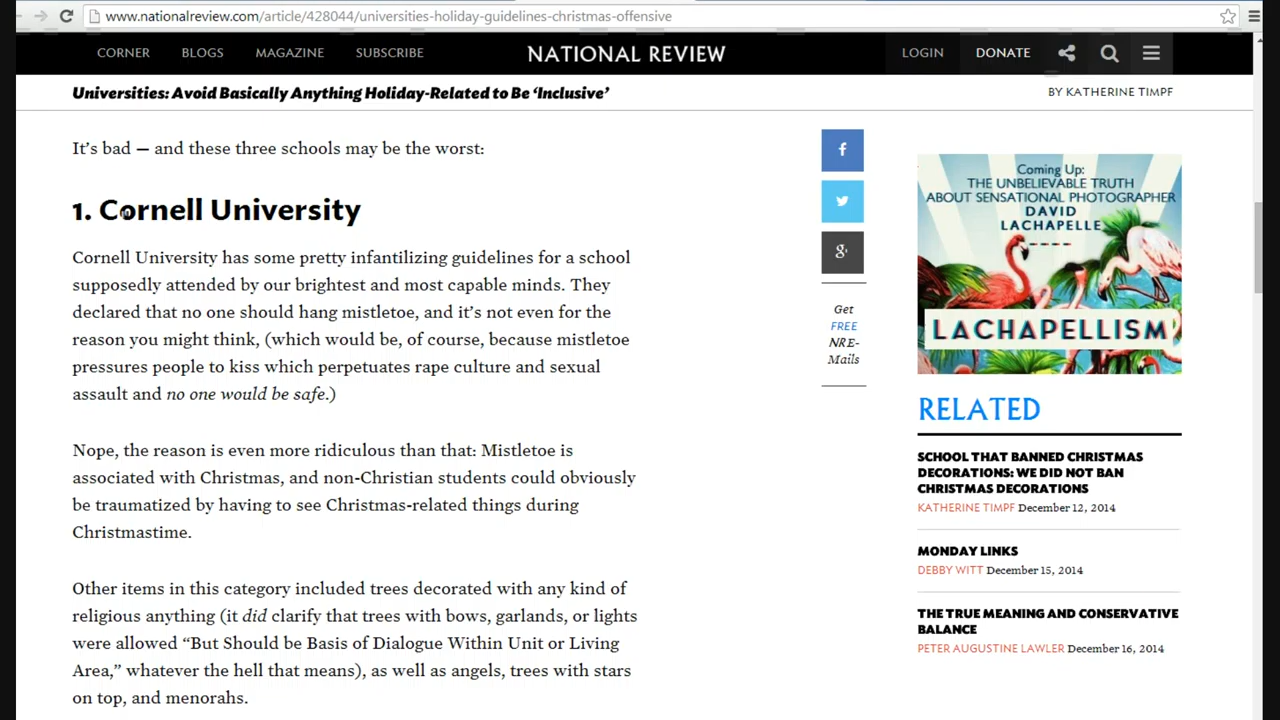 www.nationalreview.com/article/428044/universities-holiday-guidelines-christmas-offensive
CORNER BLOGS MAGAZINE SUBSCRIBE NATIONAL REVIEW LOGIN DONATE
Universities: Avoid Basically Anything Holiday-Related to Be ‘Inclusive’ BY KATHERINE TIMPF
It’s bad — and these three schools may be the worst:
1. Cornell University
Cornell University has some pretty infantilizing guidelines for a school
supposedly attended by our brightest and most capable minds. They
declared that no one should hang mistletoe, and it’s not even for the
reason you might think, (which would be, of course, because mistletoe
pressures people to kiss which perpetuates rape culture and sexual
assault and no one would be safe.)
Nope, the reason is even more ridiculous than that: Mistletoe is
associated with Christmas, and non-Christian students could obviously
be traumatized by having to see Christmas-related things during
Christmastime.
Other items in this category included trees decorated with any kind of
religious anything (it did clarify that trees with bows, garlands, or lights
were allowed “But Should be Basis of Dialogue Within Unit or Living
Area,” whatever the hell that means), as well as angels, trees with stars
on top, and menorahs.
f
g+
Get
FREE
NRE-
Mails
Coming Up:
THE UNBELIEVABLE TRUTH
ABOUT SENSATIONAL PHOTOGRAPHER
DAVID
LACHAPELLE
LACHAPELLISM
RELATED
SCHOOL THAT BANNED CHRISTMAS
DECORATIONS: WE DID NOT BAN
CHRISTMAS DECORATIONS
KATHERINE TIMPF December 12, 2014
MONDAY LINKS
DEBBY WITT December 15, 2014
THE TRUE MEANING AND CONSERVATIVE
BALANCE
PETER AUGUSTINE LAWLER December 16, 2014